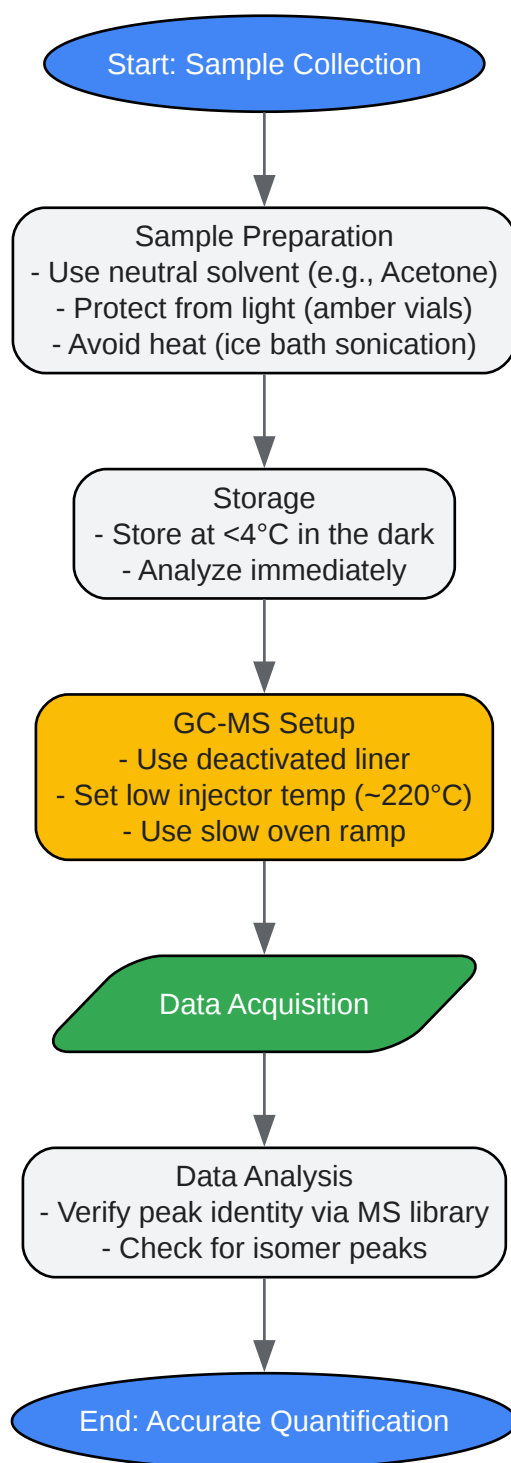 Start: Sample Collection
Sample Preparation
- Use neutral solvent (e.g., Acetone)
- Protect from light (amber vials)
- Avoid heat (ice bath sonication)
Storage
- Store at <4°C in the dark
- Analyze immediately
GC-MS Setup
- Use deactivated liner
- Set low injector temp (~220°C)
- Use slow oven ramp
Data Acquisition
Data Analysis
- Verify peak identity via MS library
- Check for isomer peaks
End: Accurate Quantification